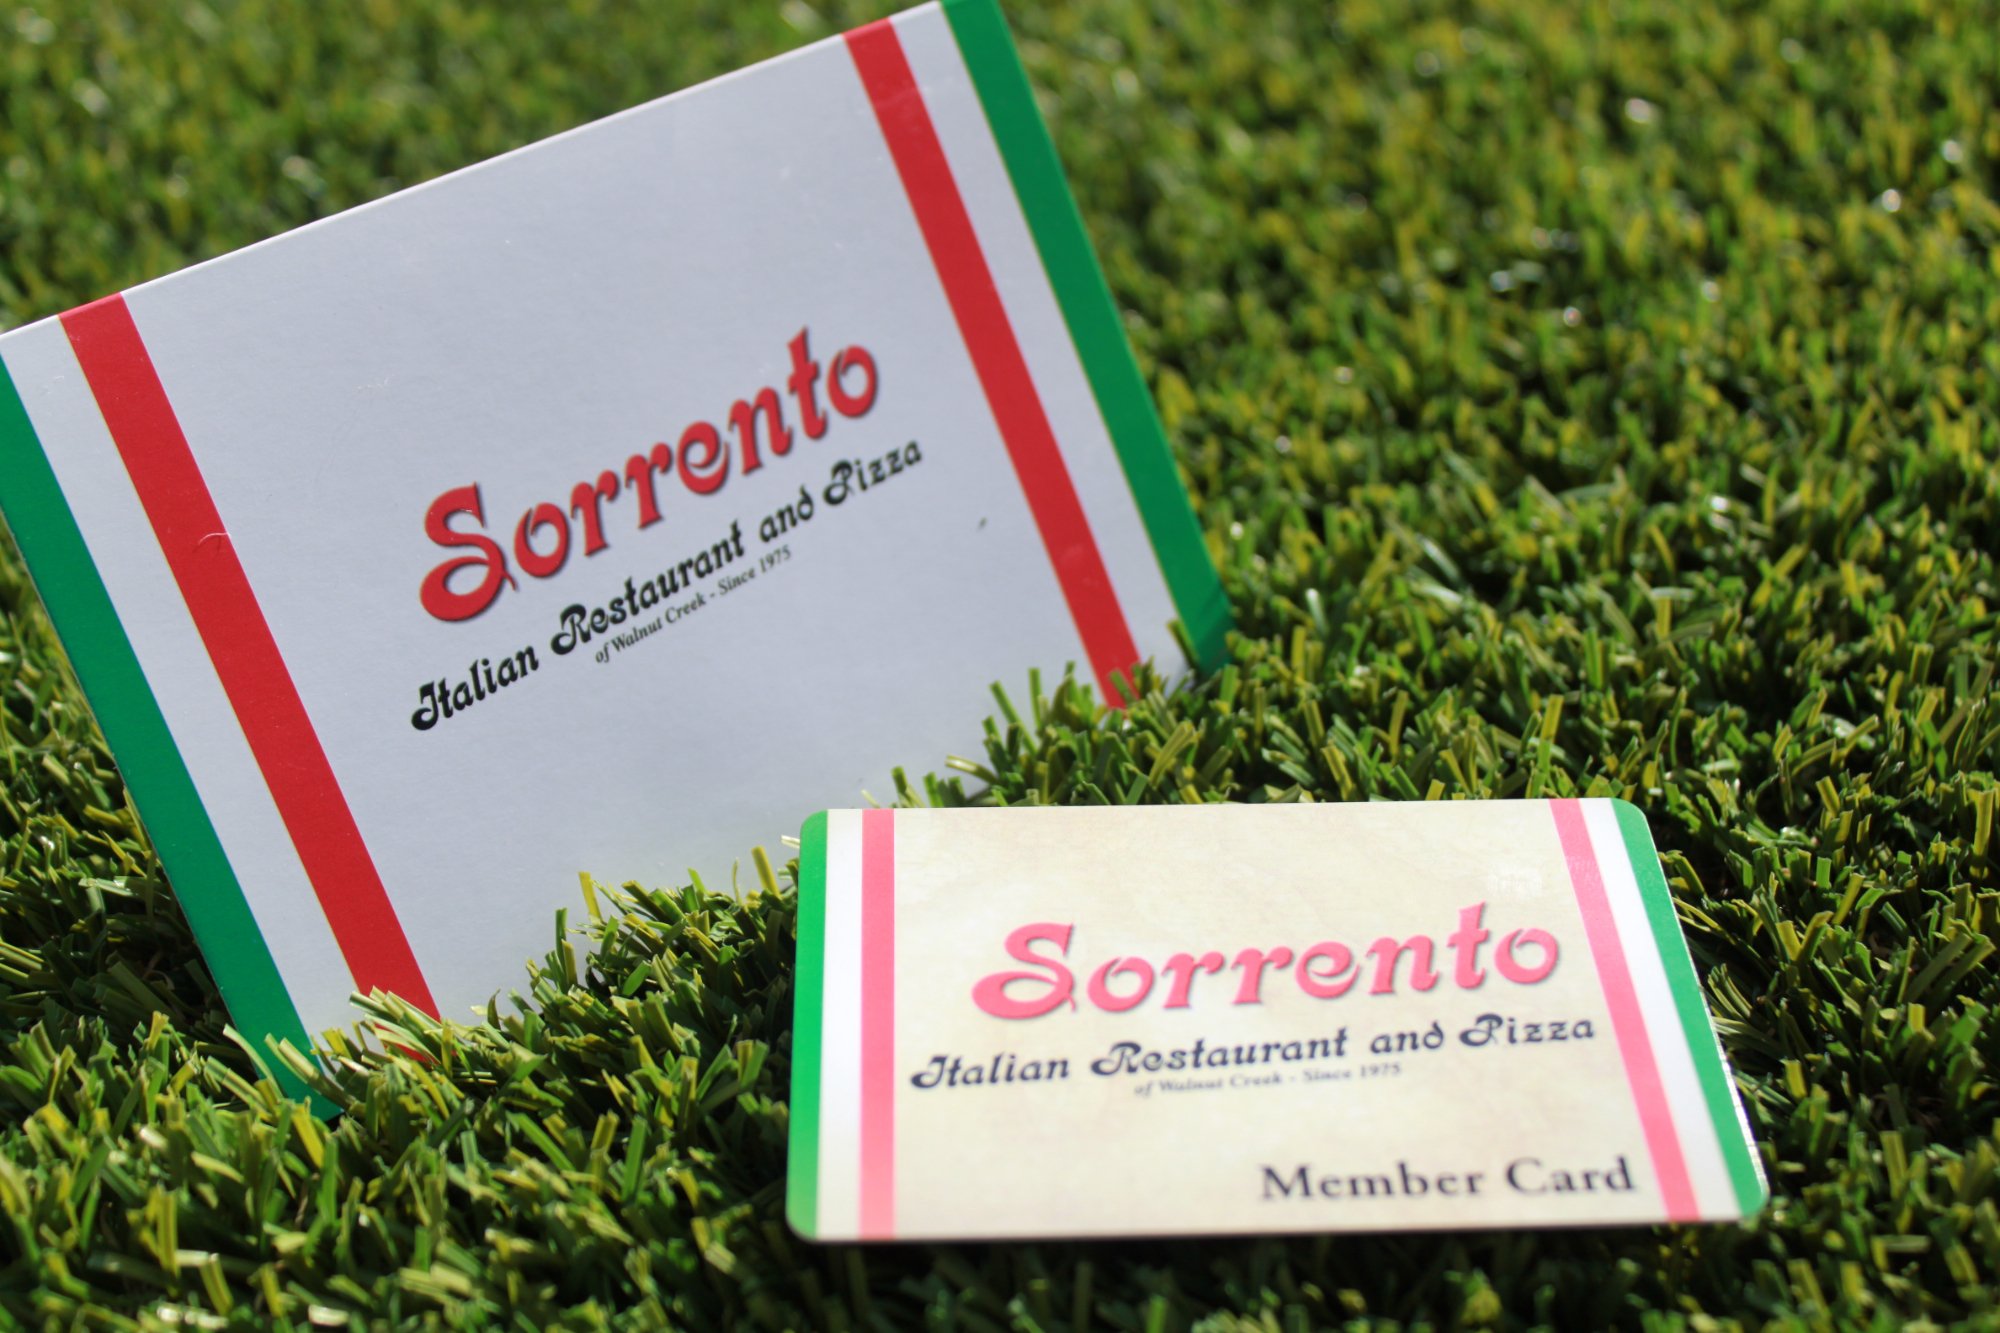 Sorrento
Italian Restaurant and Pizza
of Walnut Creek - Since 1975
Sorrento
Italian Restaurant and Pizza
of Walnut Creek - Since 1975
Member Card